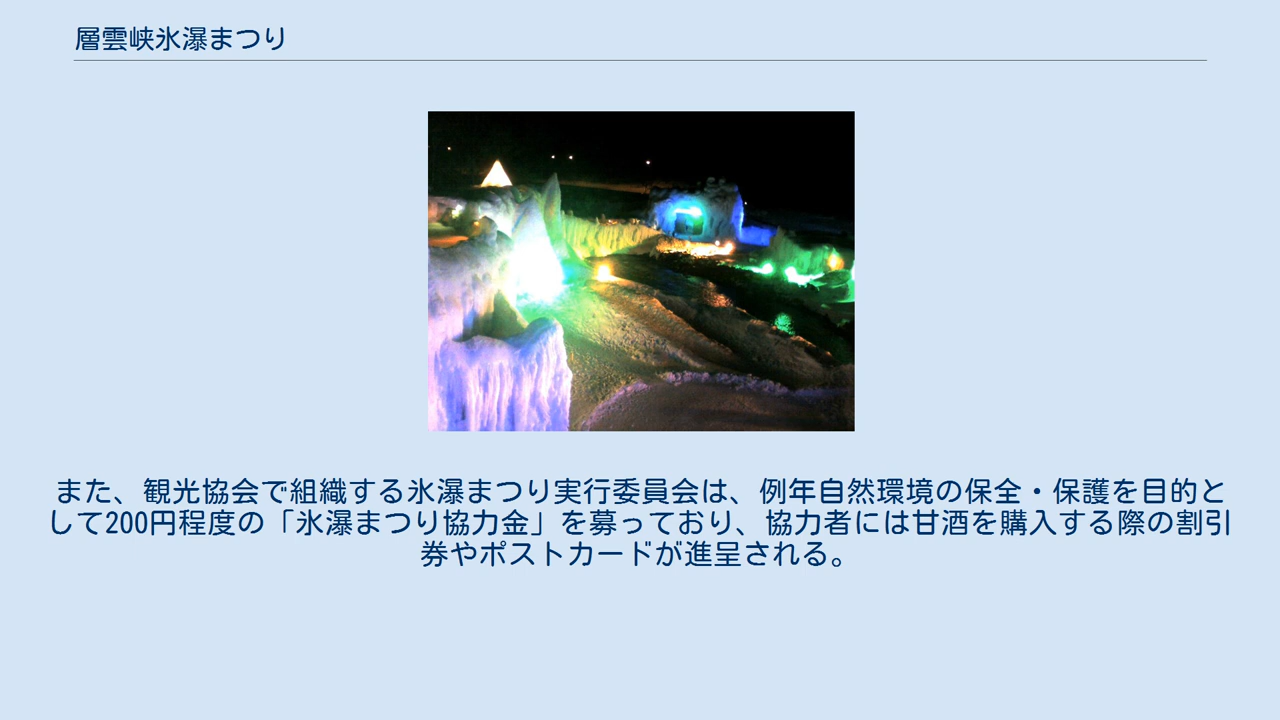 層雲峡氷瀑まつり
また、観光協会で組織する氷瀑まつり実行委員会は、例年自然環境の保全・保護を目的と
して200円程度の「氷瀑まつり協力金」を募っており、協力者には甘酒を購入する際の割引
券やポストカードが進呈される。